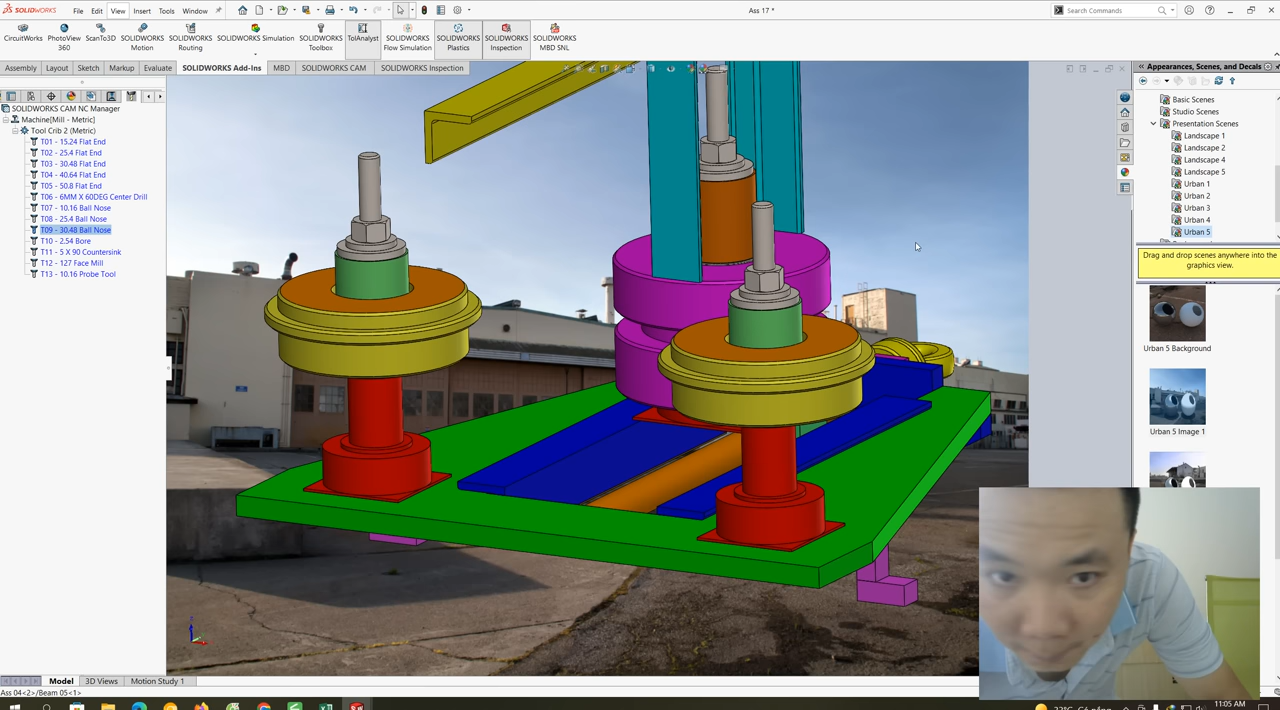 SOLIDWORKS File Edit View Insert Tools Window Ass 17 * Search Commands
CircuitWorks
PhotoView 360
ScanTo3D
SOLIDWORKS Motion
SOLIDWORKS Routing
SOLIDWORKS Simulation
SOLIDWORKS Toolbox
TolAnalyst
SOLIDWORKS Flow Simulation
SOLIDWORKS Plastics
SOLIDWORKS Inspection
SOLIDWORKS MBD SNL
Assembly Layout Sketch Markup Evaluate SOLIDWORKS Add-Ins MBD SOLIDWORKS CAM SOLIDWORKS Inspection
SOLIDWORKS CAM NC Manager
Machine[Mill - Metric]
Tool Crib 2 (Metric)
T01 - 15.24 Flat End
T02 - 25.4 Flat End
T03 - 30.48 Flat End
T04 - 40.64 Flat End
T05 - 50.8 Flat End
T06 - 6MM X 60DEG Center Drill
T07 - 10.16 Ball Nose
T08 - 25.4 Ball Nose
T09 - 30.48 Ball Nose
T10 - 2.54 Bore
T11 - 5 X 90 Countersink
T12 - 127 Face Mill
T13 - 10.16 Probe Tool
Appearances, Scenes, and Decals
Basic Scenes
Studio Scenes
Presentation Scenes
Landscape 1
Landscape 2
Landscape 4
Landscape 5
Urban 1
Urban 2
Urban 3
Urban 4
Urban 5
Drag and drop scenes anywhere into the
graphics view.
Urban 5 Background
Urban 5 Image 1
Model 3D Views Motion Study 1
Ass 04<2>/Beam 05<1>
11:05 AM